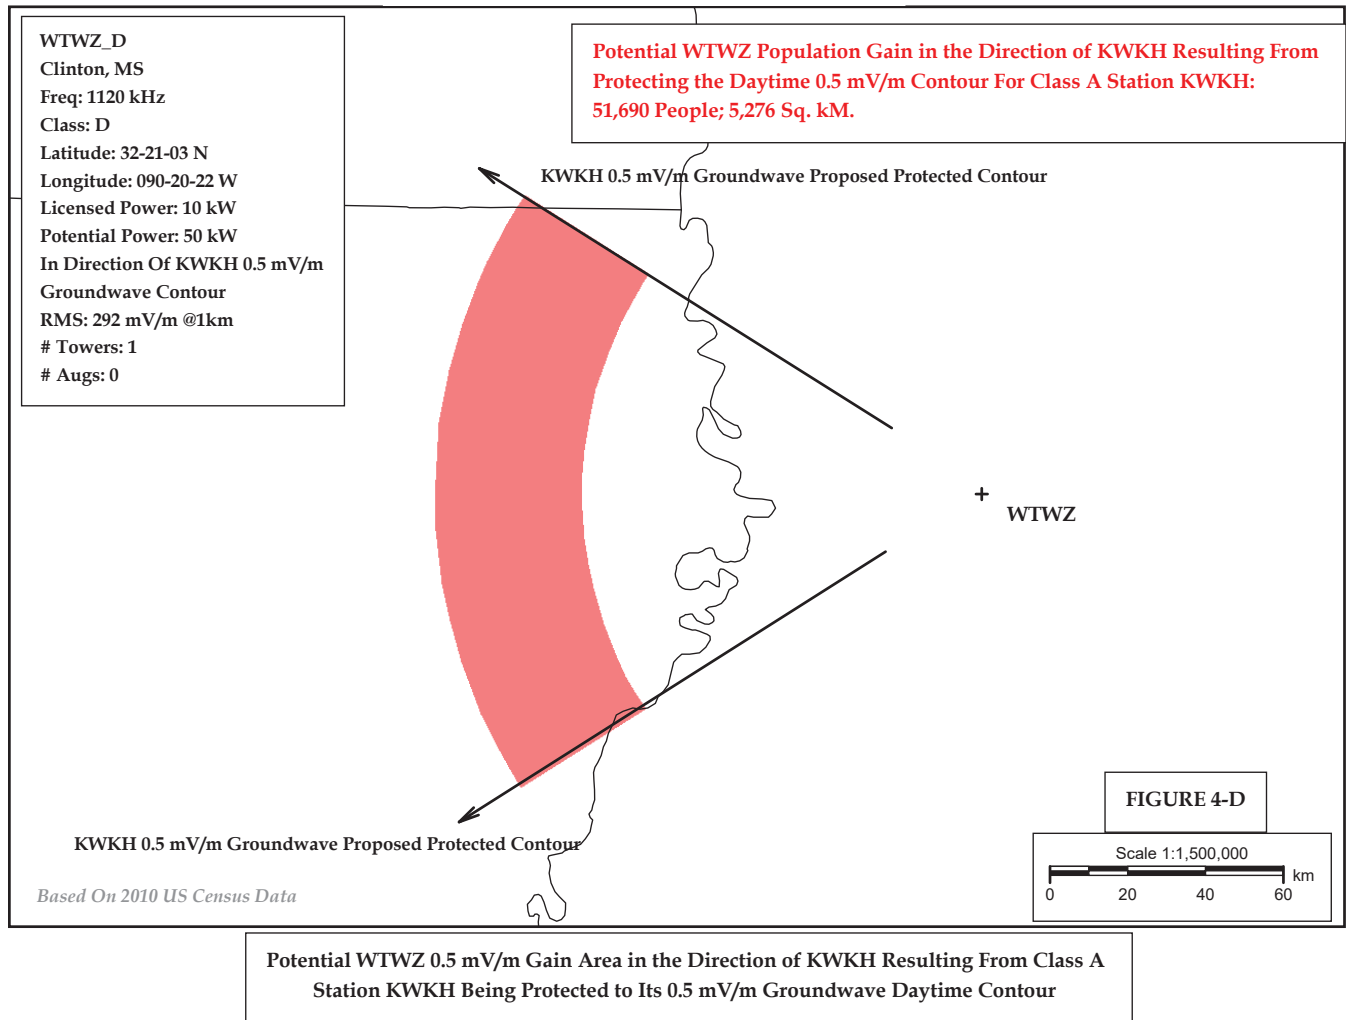 WTWZ_D
Clinton, MS
Freq: 1120 kHz
Class: D
Latitude: 32-21-03 N
Longitude: 090-20-22 W
Licensed Power: 10 kW
Potential Power: 50 kW
In Direction Of KWKH 0.5 mV/m
Groundwave Contour
RMS: 292 mV/m @1km
# Towers: 1
# Augs: 0
Potential WTWZ Population Gain in the Direction of KWKH Resulting From
Protecting the Daytime 0.5 mV/m Contour For Class A Station KWKH:
51,690 People; 5,276 Sq. kM.
KWKH 0.5 mV/m Groundwave Proposed Protected Contour
WTWZ
KWKH 0.5 mV/m Groundwave Proposed Protected Contour
Based On 2010 US Census Data
FIGURE 4-D
Scale 1:1,500,000
km
0 20 40 60
Potential WTWZ 0.5 mV/m Gain Area in the Direction of KWKH Resulting From Class A
Station KWKH Being Protected to Its 0.5 mV/m Groundwave Daytime Contour